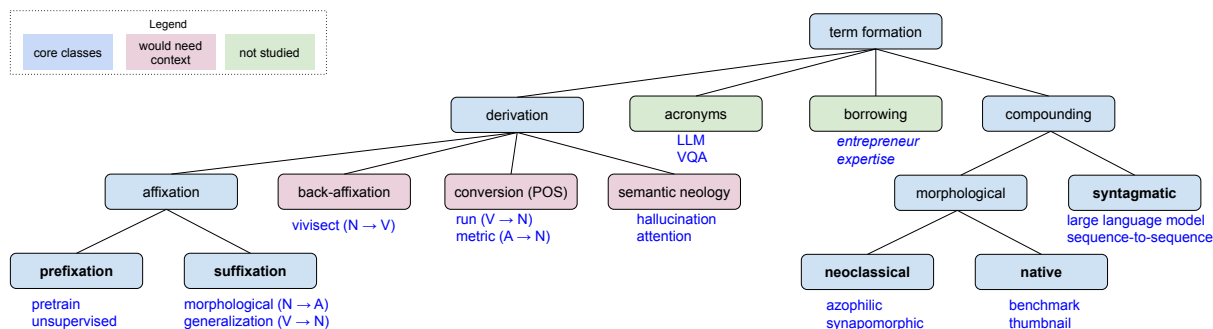 Legend
core classes
would need
context
not studied
term formation
derivation
acronyms
borrowing
compounding
LLM
VQA
entrepreneur
expertise
affixation
back-affixation
conversion (POS)
semantic neology
morphological
syntagmatic
vivisect (N → V)
run (V → N)
metric (A → N)
hallucination
attention
large language model
sequence-to-sequence
prefixation
suffixation
neoclassical
native
pretrain
unsupervised
morphological (N → A)
generalization (V → N)
azophilic
synapomorphic
benchmark
thumbnail